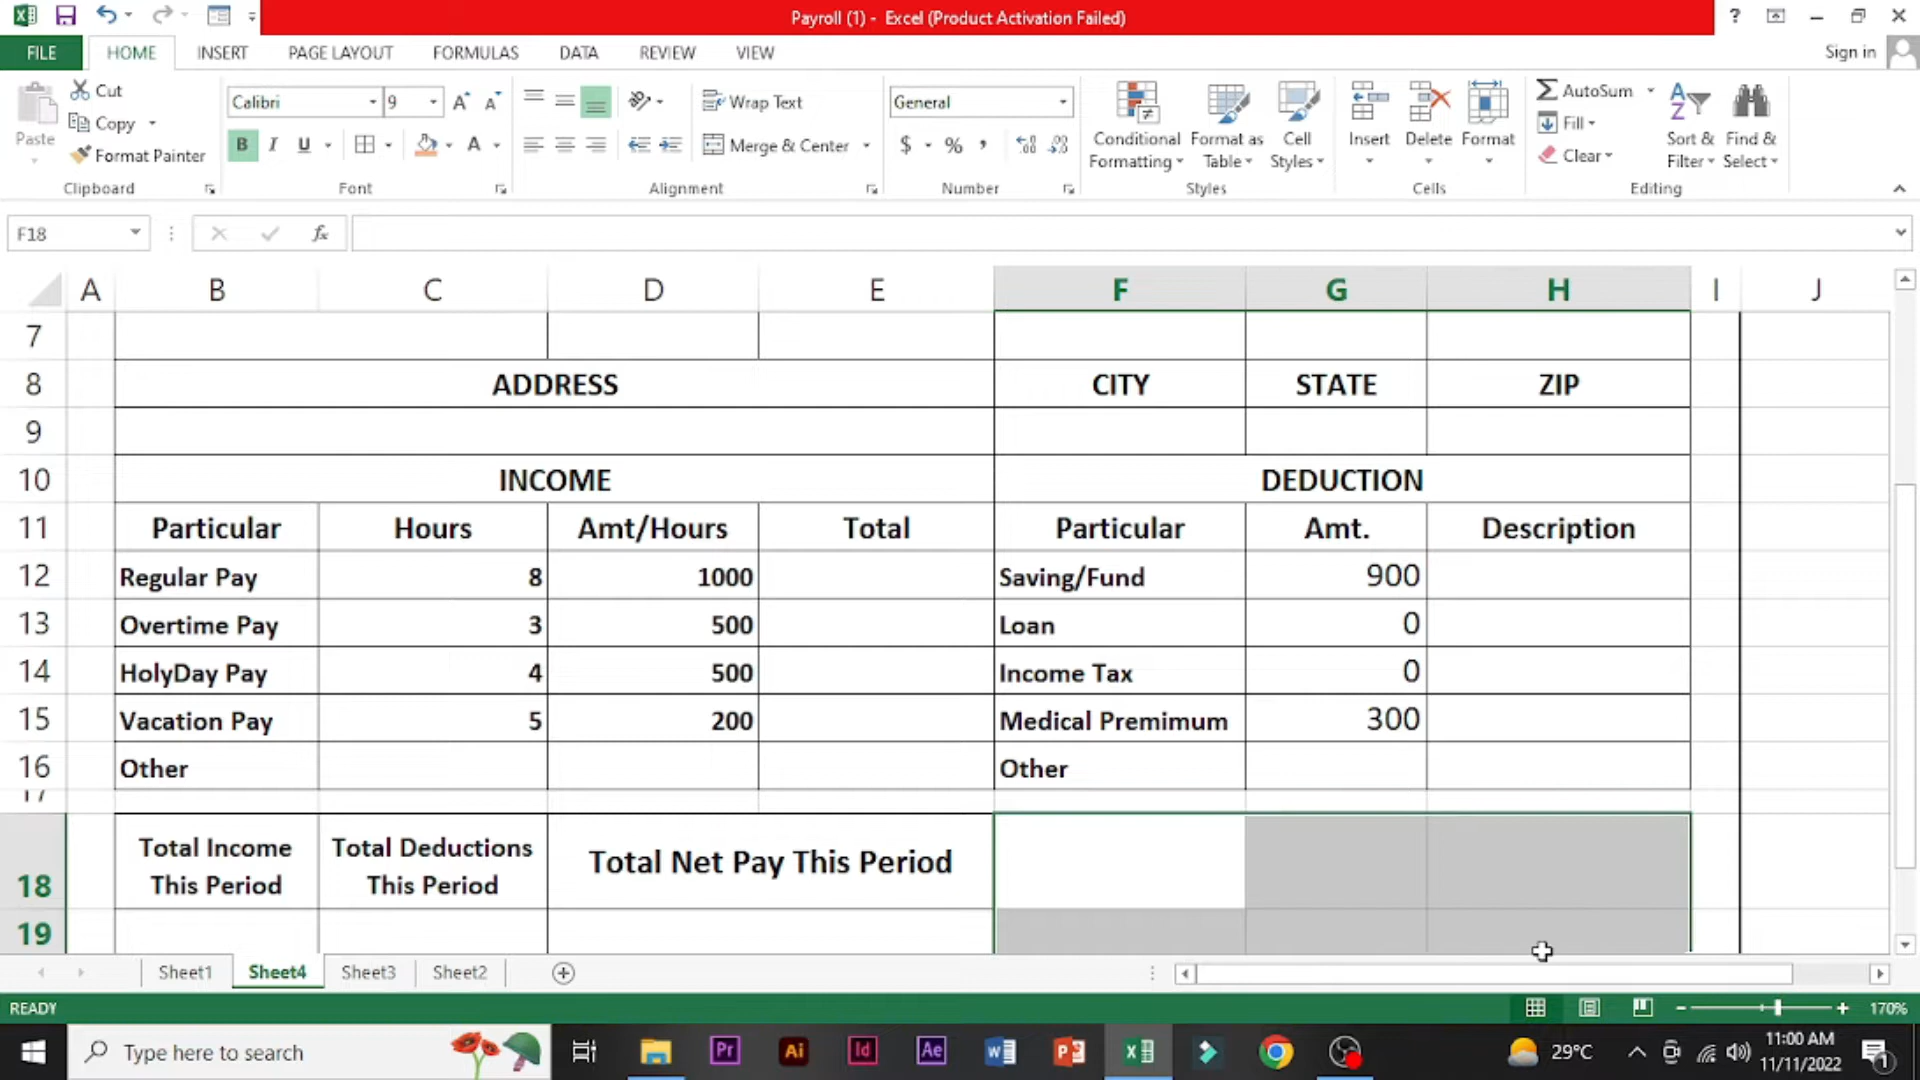 Payroll (1) - Excel (Product Activation Failed)
?
FILE HOME INSERT PAGE LAYOUT FORMULAS DATA REVIEW VIEW Sign in
Paste
Cut
Copy
Format Painter
Clipboard
Calibri 9
B I U A
Font
Wrap Text
Merge & Center
Alignment
General
$ % ,
Number
Conditional Formatting
Format as Table
Cell Styles
Styles
Insert Delete Format
Cells
AutoSum
Fill
Clear
Sort & Filter
Find & Select
Editing
F18 fx
A B C D E F G H I J
7
8 ADDRESS CITY STATE ZIP
9
10 INCOME DEDUCTION
11 Particular Hours Amt/Hours Total Particular Amt. Description
12 Regular Pay 8 1000 Saving/Fund 900
13 Overtime Pay 3 500 Loan 0
14 HolyDay Pay 4 500 Income Tax 0
15 Vacation Pay 5 200 Medical Premimum 300
16 Other Other
17
18 Total Income This Period Total Deductions This Period Total Net Pay This Period
19
Sheet1 Sheet4 Sheet3 Sheet2
READY 170%
Type here to search
Pr Ai Id Ae
29°C
11:00 AM
11/11/2022
1